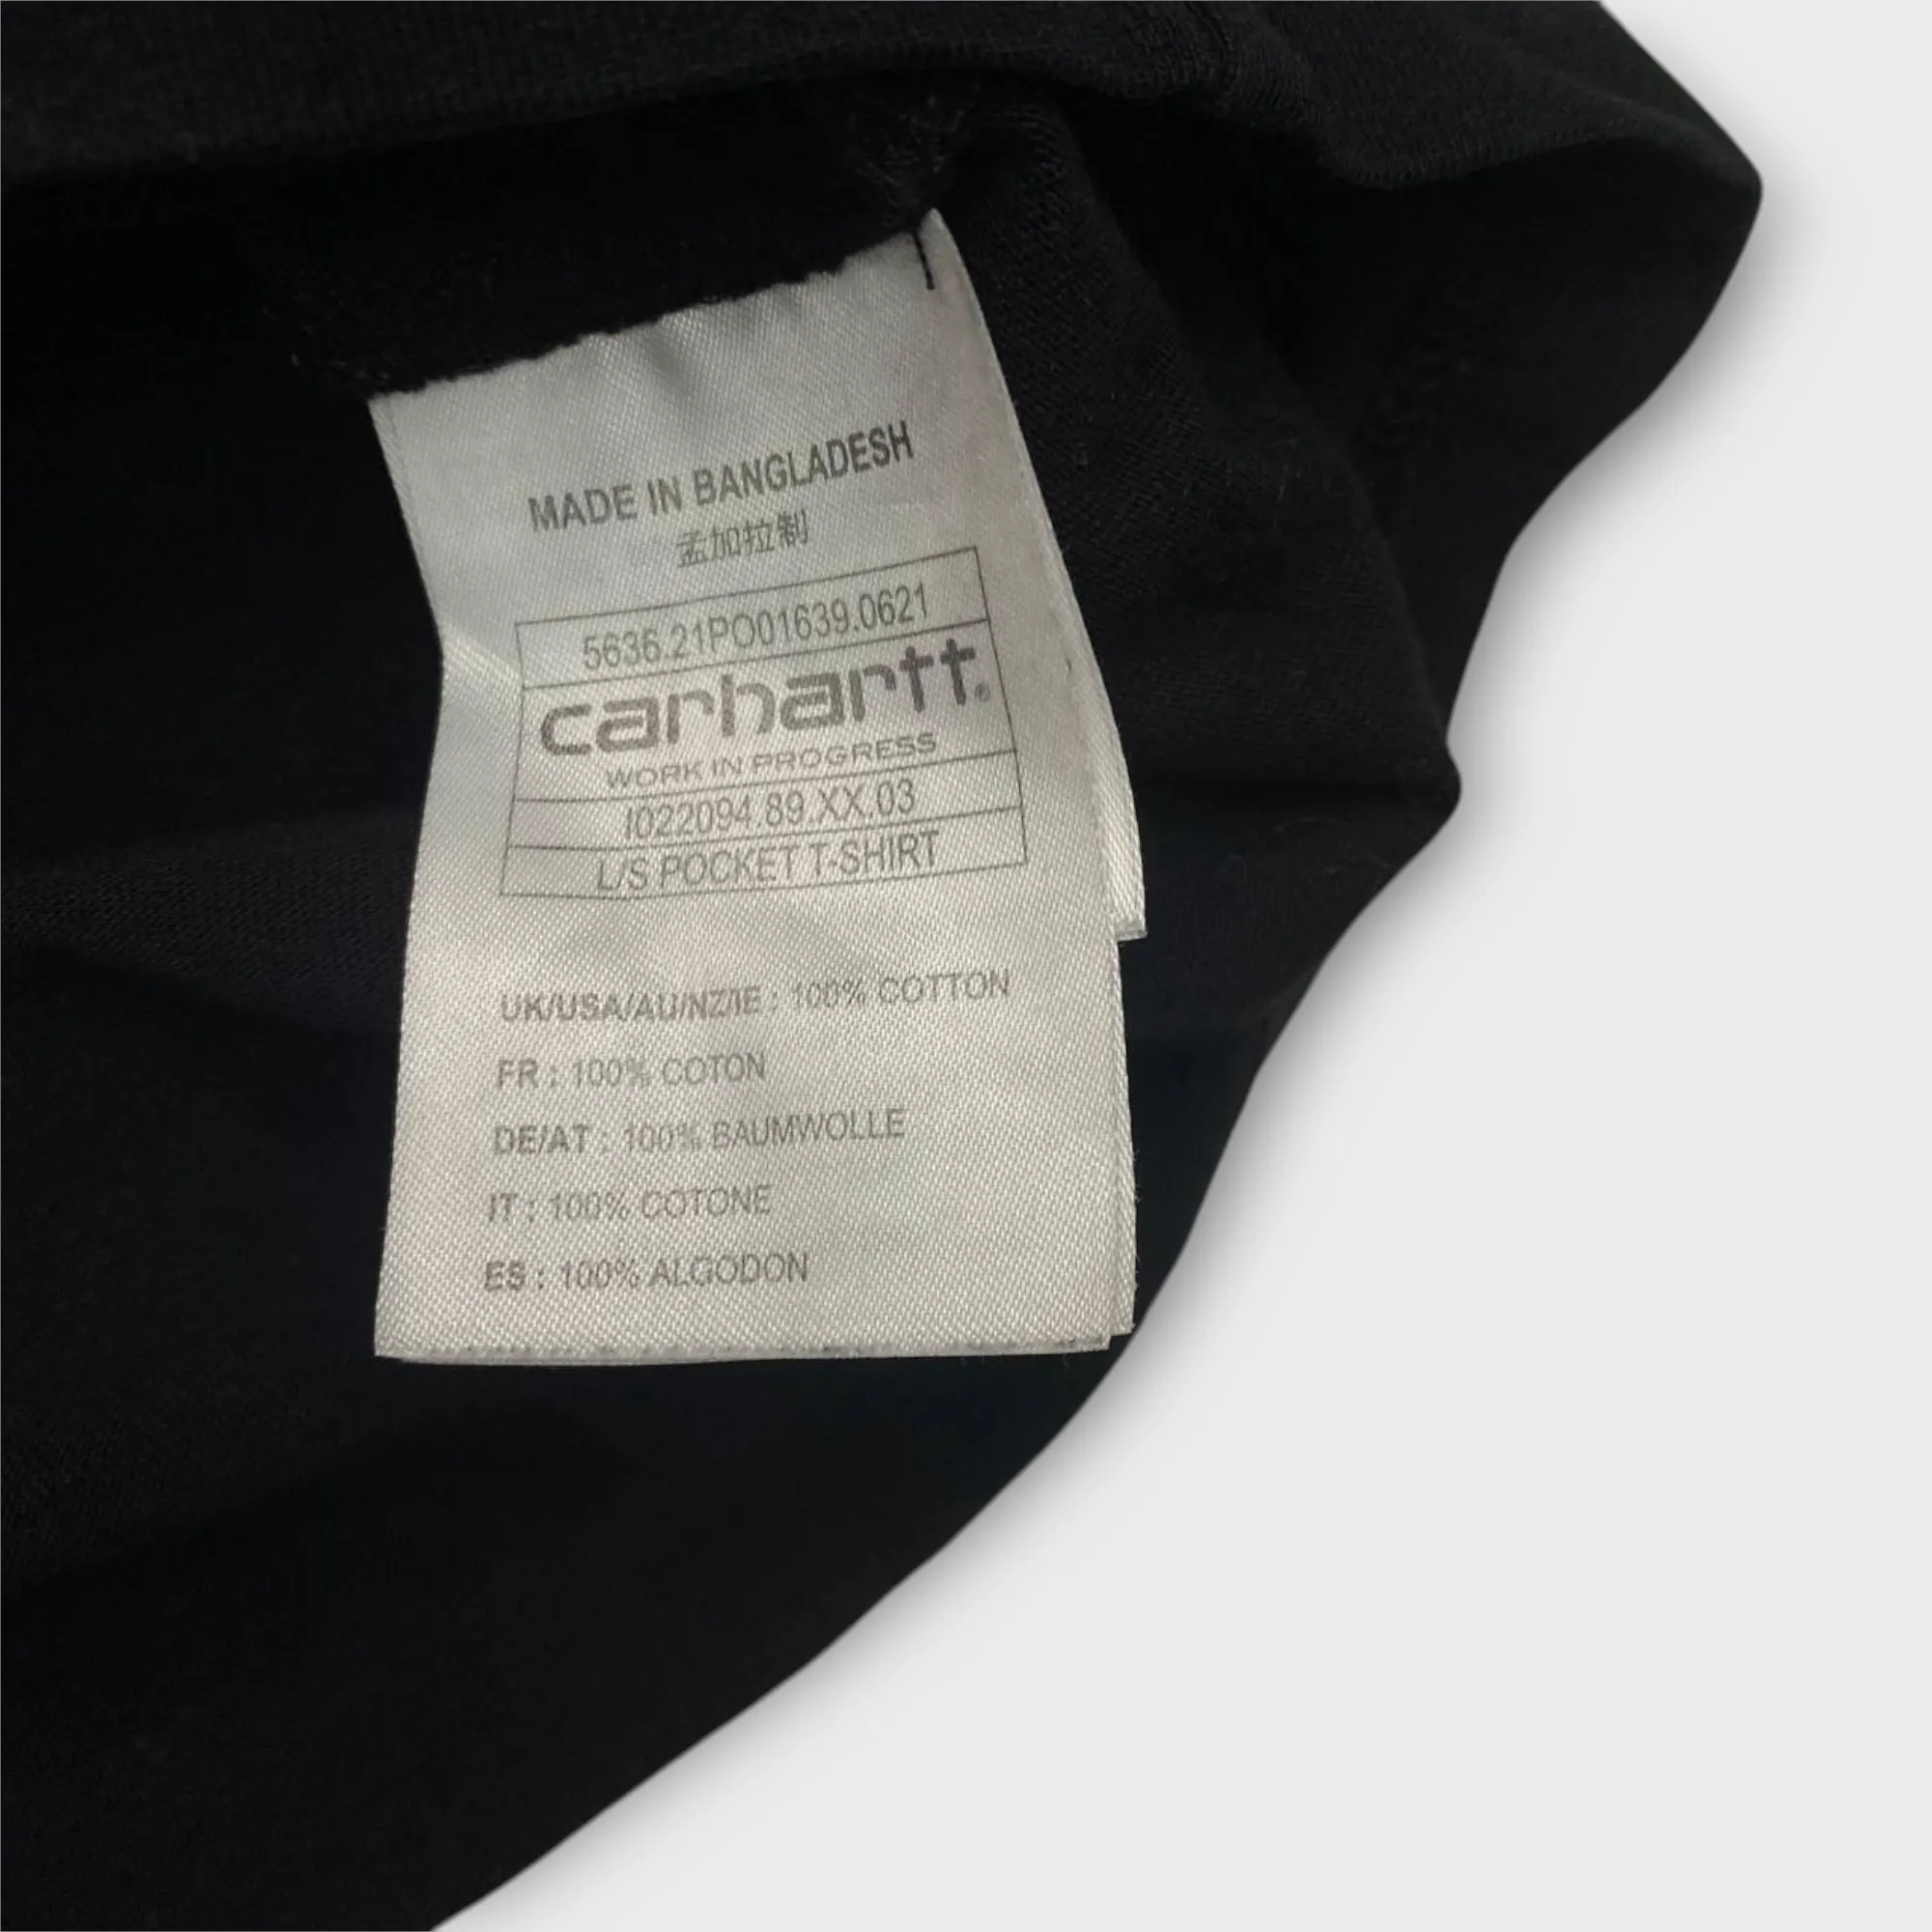 MADE IN BANGLADESH
孟加拉制
5636.21PO01639.0621
carhartt®
WORK IN PROGRESS
I022094.89.XX.03
L/S POCKET T-SHIRT
UK/USA/AU/NZ/IE : 100% COTTON
FR : 100% COTON
DE/AT : 100% BAUMWOLLE
IT : 100% COTONE
ES : 100% ALGODON